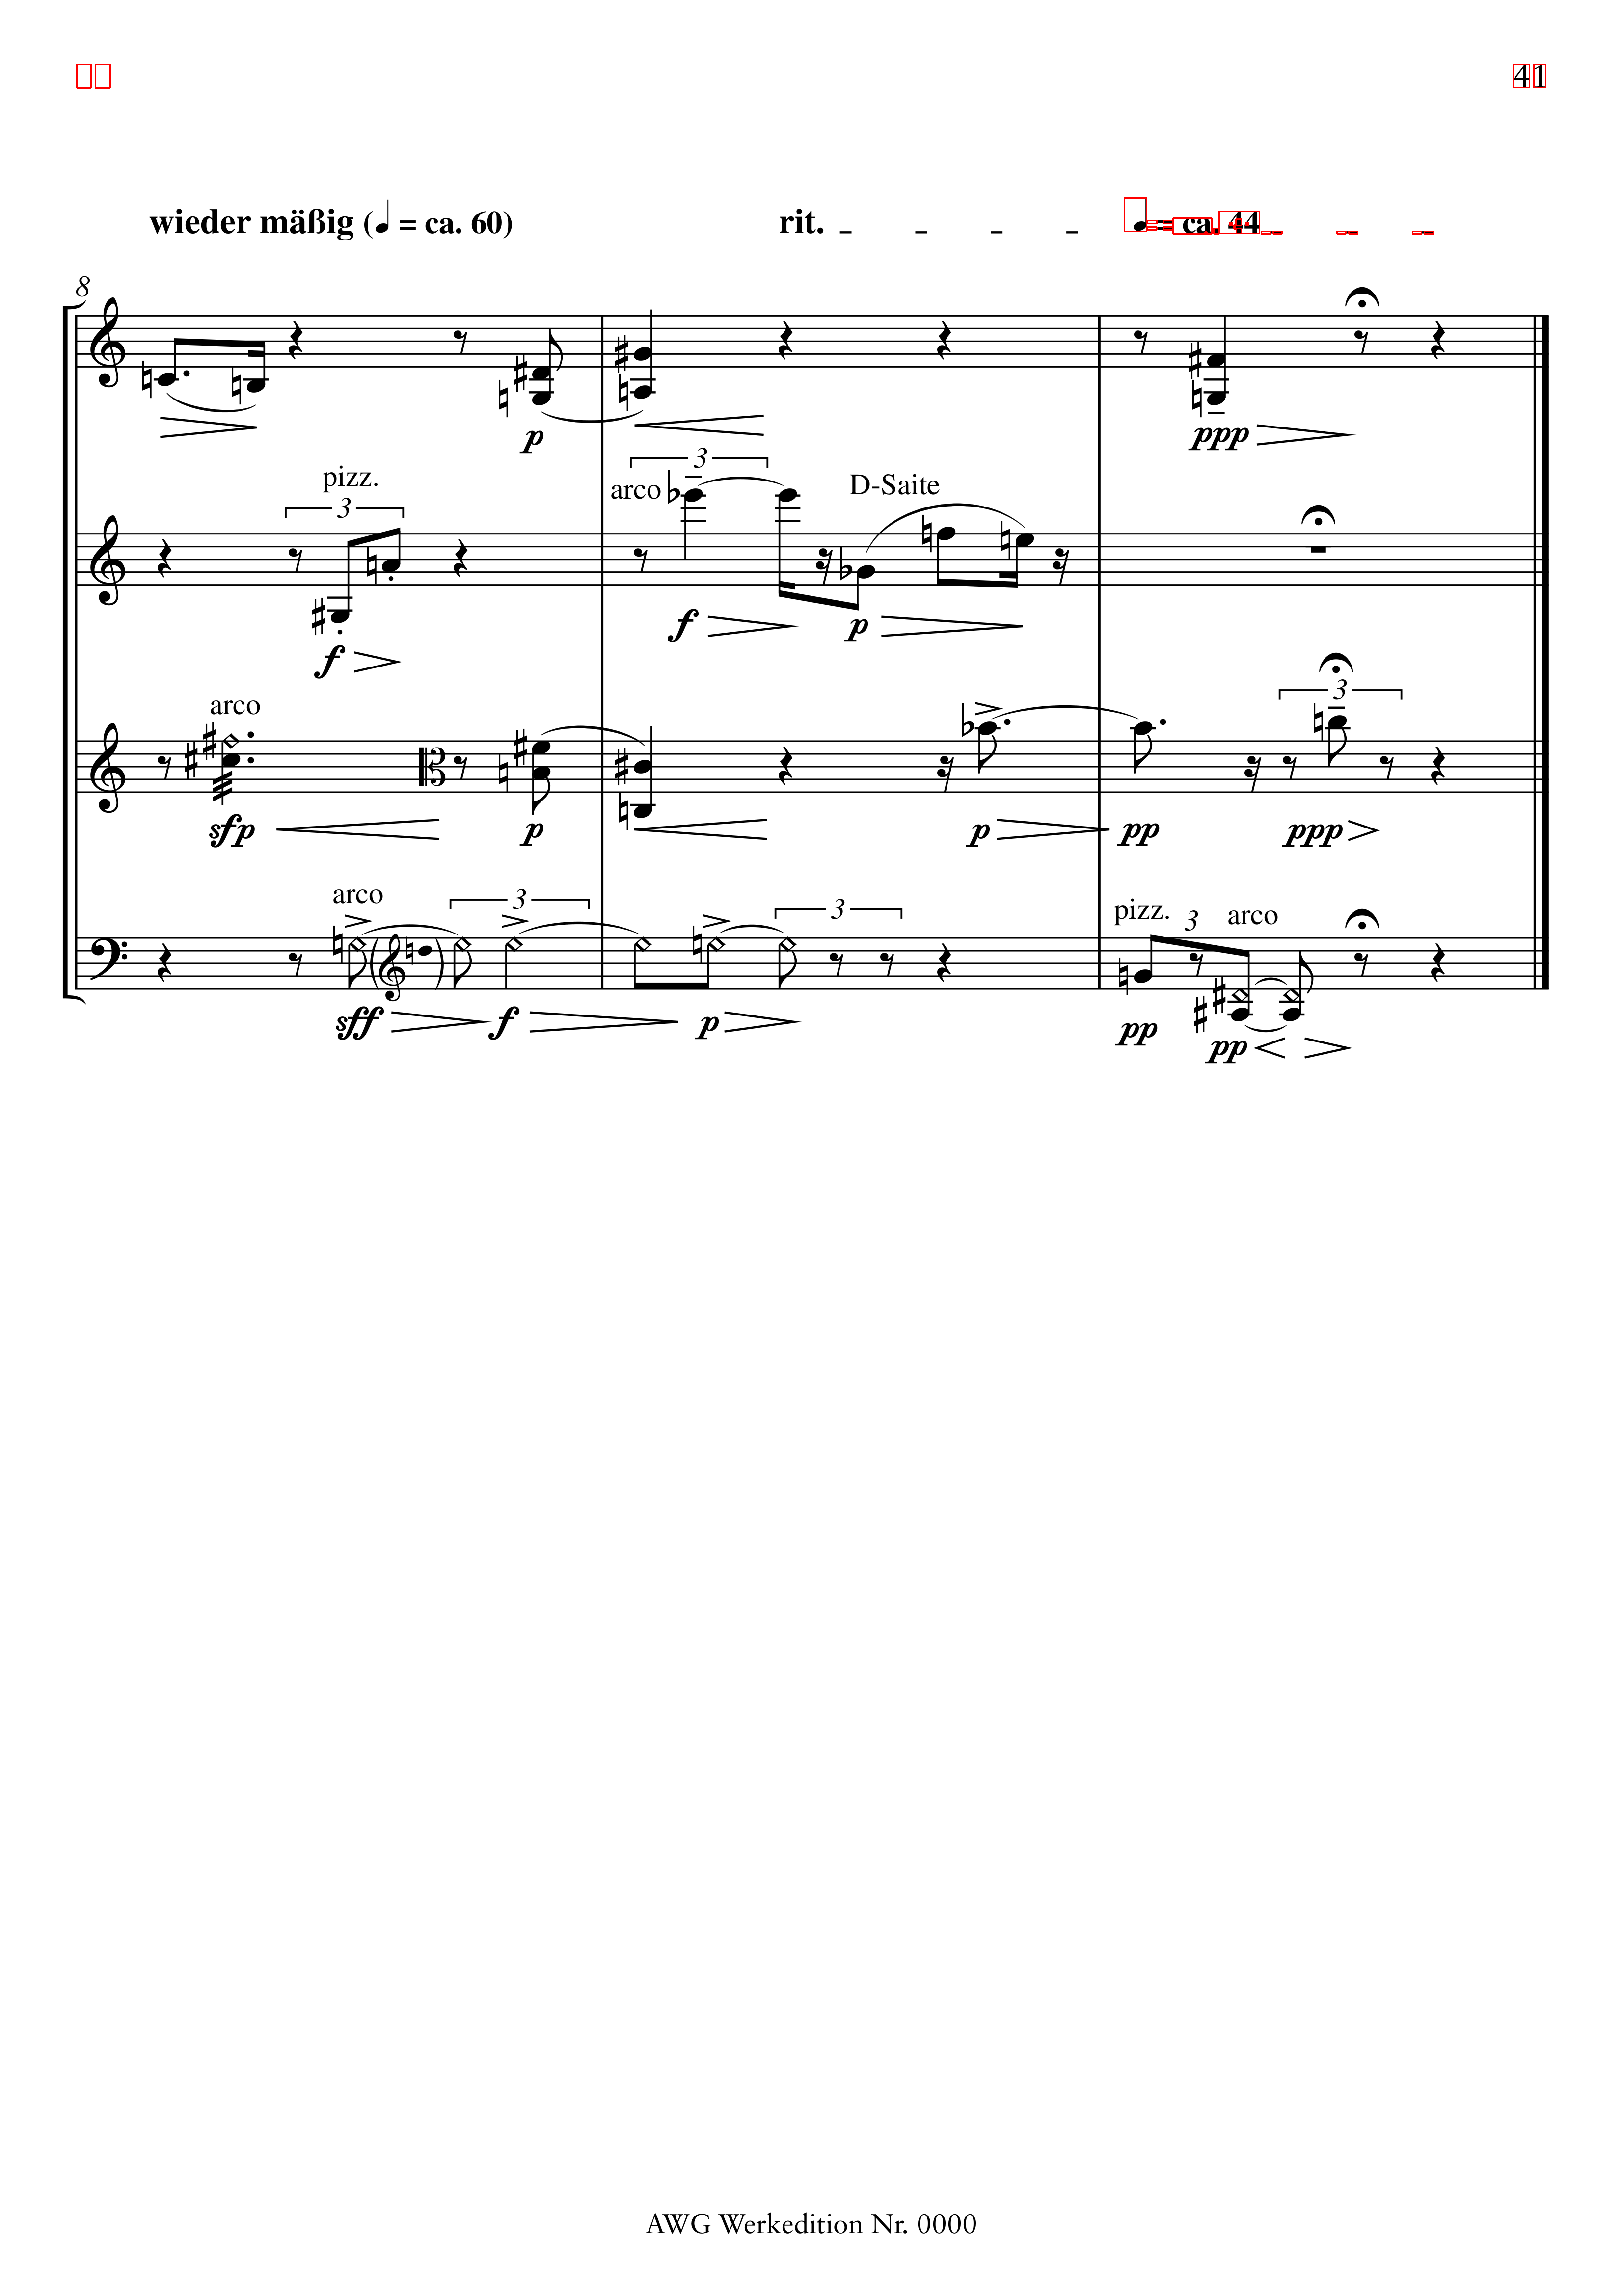 41
wieder mäßig (♩ = ca. 60) rit. ♩ = ca. 44
8
p
3
ppp
pizz.
3
arco
D-Saite
f
p
f
arco
3
sfp
p
p
pp
ppp
arco
3
3
pizz.
3
arco
sff
f
p
pp
pp
AWG Werkedition Nr. 0000